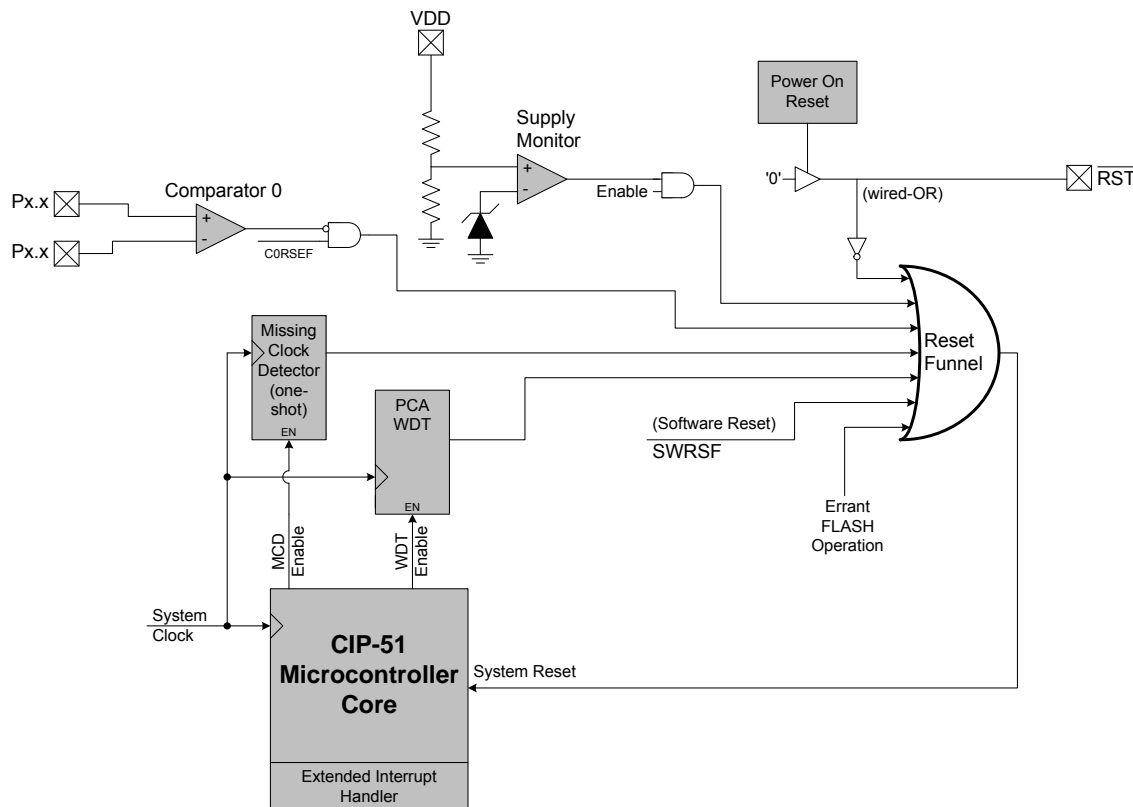 VDD
Power On
Reset
Supply
Monitor
+
-
Enable
'0'
(wired-OR)
RST
Px.x
Px.x
Comparator 0
+
-
C0RSEF
Missing
Clock
Detector
(one-
shot)
EN
PCA
WDT
EN
Reset
Funnel
(Software Reset)
SWRSF
Errant
FLASH
Operation
MCD
Enable
WDT
Enable
System
Clock
CIP-51
Microcontroller
Core
System Reset
Extended Interrupt
Handler